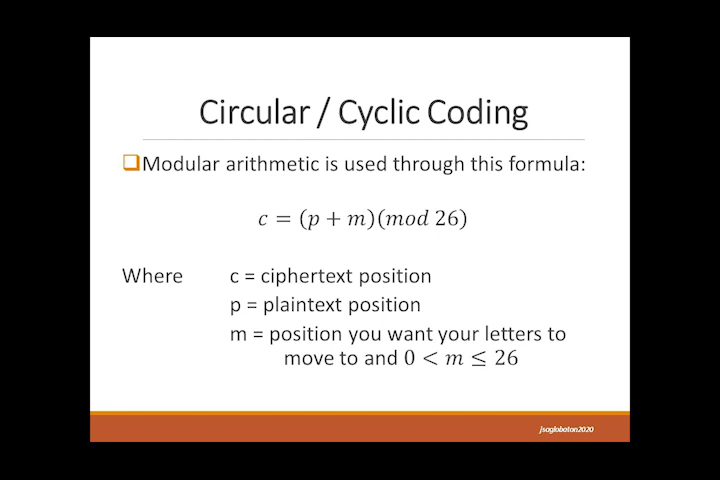 Circular / Cyclic Coding
Modular arithmetic is used through this formula:
c = (p + m)(mod 26)
Where c = ciphertext position
p = plaintext position
m = position you want your letters to
move to and 0 < m ≤ 26
jsaglobaton2020